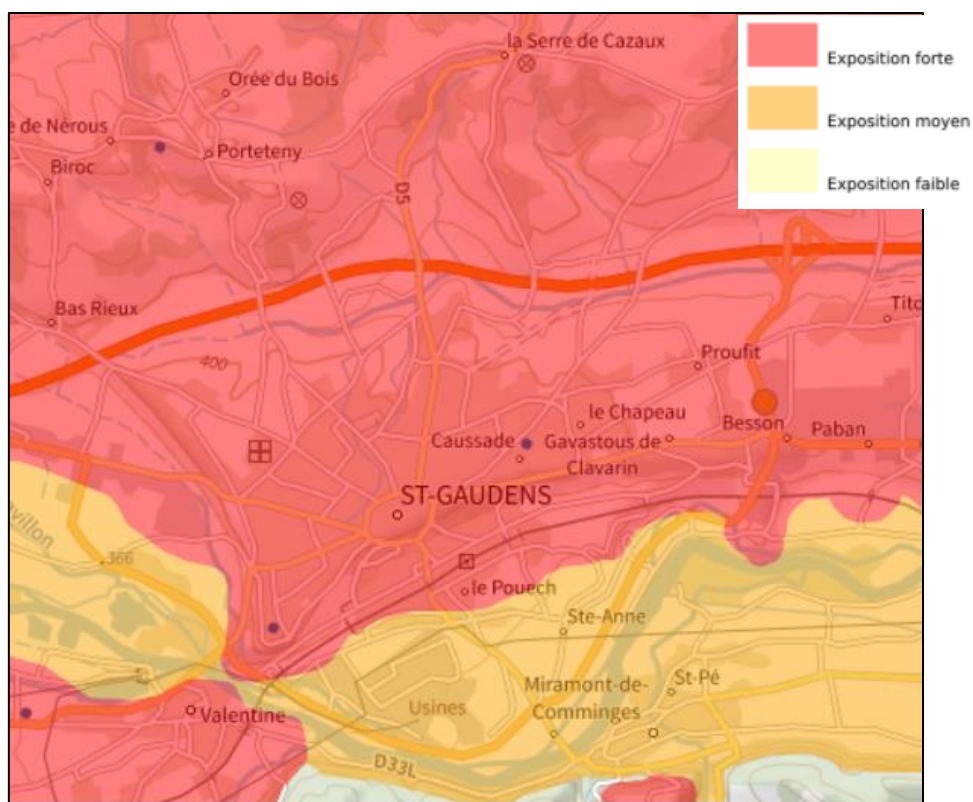 la Serre de Cazaux
Exposition forte
Orée du Bois
Exposition moyen
e de Nérous
Porteteny
Biroc
D5
Exposition faible
Bas Rieux
Titc
400
Proufit
le Chapeau
Caussade
Gavastous de
Clavarin
Besson
Paban
ST-GAUDENS
villon
366
le Pouech
Ste-Anne
Miramont-de-
Comminges
St-Pé
Usines
Valentine
D33L